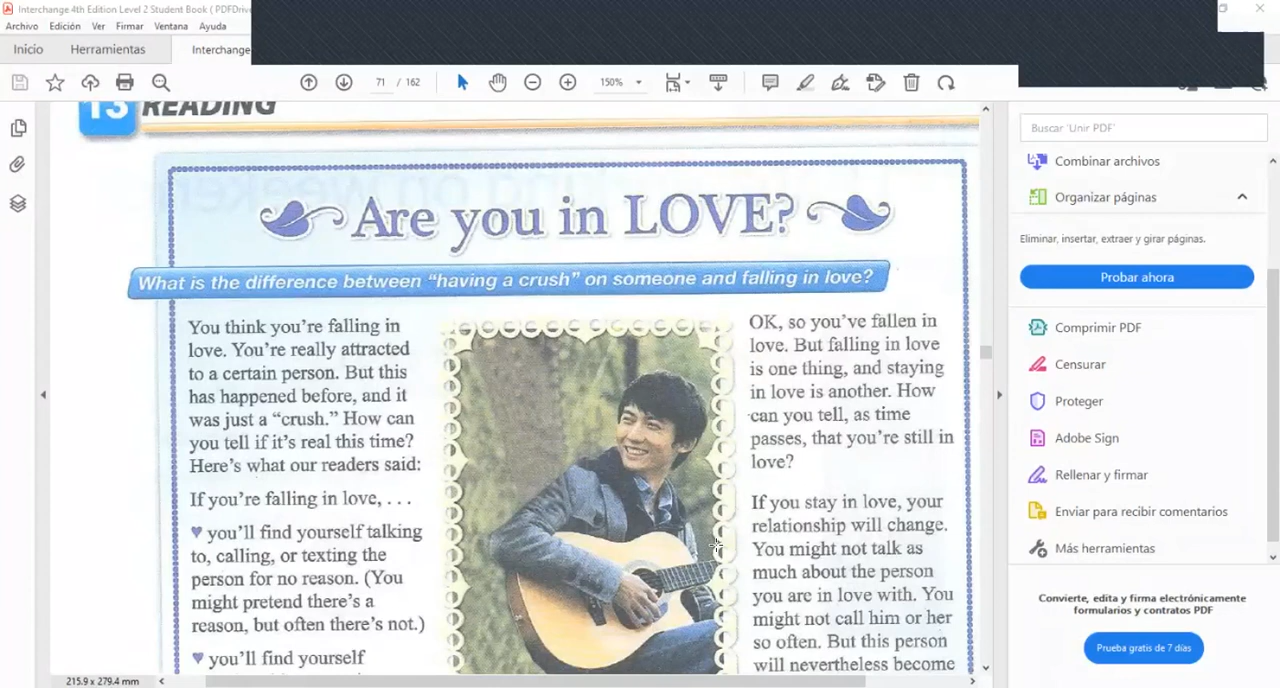 Interchange 4th Edition Level 2 Student Book ( PDFDrive
Archivo Edición Ver Firmar Ventana Ayuda
Inicio Herramientas Interchange
71 / 162 150%
13 READING
Are you in LOVE?
What is the difference between "having a crush" on someone and falling in love?
You think you're falling in
love. You're really attracted
to a certain person. But this
has happened before, and it
was just a "crush." How can
you tell if it's real this time?
Here's what our readers said:
If you're falling in love, . . .
♥ you'll find yourself talking
to, calling, or texting the
person for no reason. (You
might pretend there's a
reason, but often there's not.)
♥ you'll find yourself
OK, so you've fallen in
love. But falling in love
is one thing, and staying
in love is another. How
can you tell, as time
passes, that you're still in
love?
If you stay in love, your
relationship will change.
You might not talk as
much about the person
you are in love with. You
might not call him or her
so often. But this person
will nevertheless become
215.9 x 279.4 mm
Buscar 'Unir PDF'
Combinar archivos
Organizar páginas
Eliminar, insertar, extraer y girar páginas.
Probar ahora
Comprimir PDF
Censurar
Proteger
Adobe Sign
Rellenar y firmar
Enviar para recibir comentarios
Más herramientas
Convierte, edita y firma electrónicamente
formularios y contratos PDF
Prueba gratis de 7 días